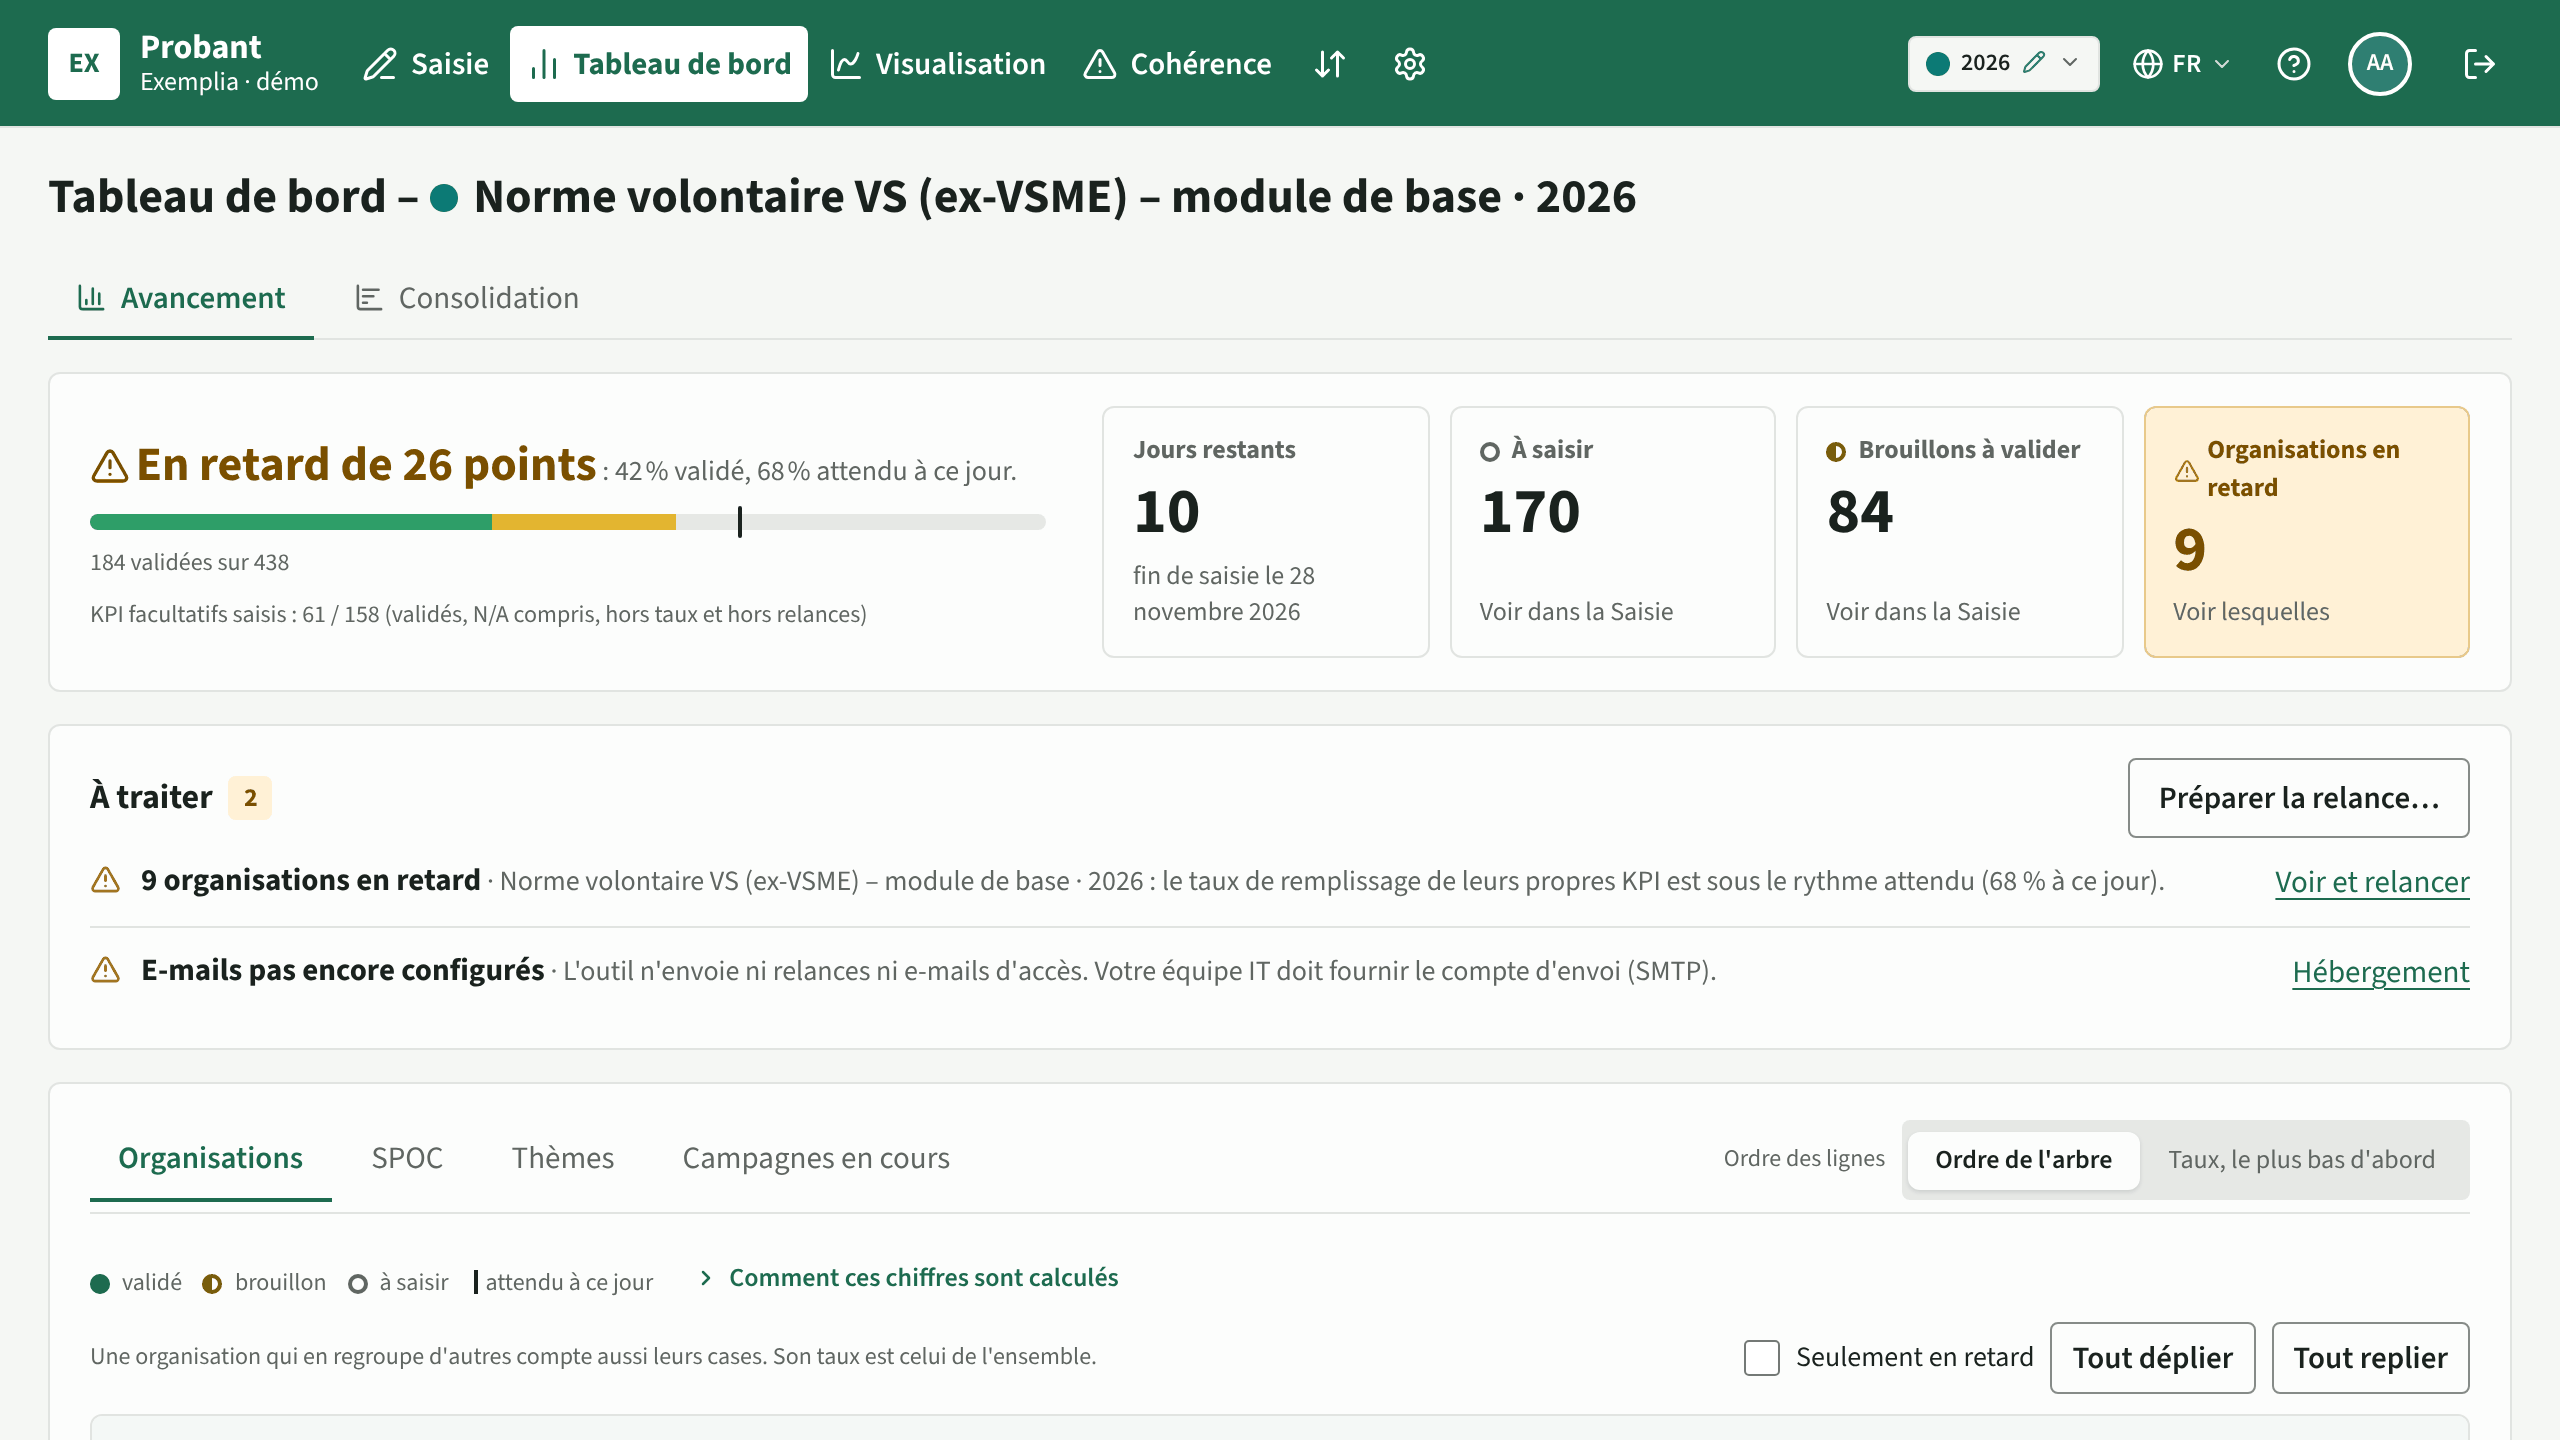 EX
Probant
Exemplia · démo
Saisie
Tableau de bord
Visualisation
Cohérence
2026
FR
AA
Tableau de bord – Norme volontaire VS (ex-VSME) – module de base · 2026
Avancement
Consolidation
En retard de 26 points : 42 % validé, 68 % attendu à ce jour.
184 validées sur 438
KPI facultatifs saisis : 61 / 158 (validés, N/A compris, hors taux et hors relances)
Jours restants
10
fin de saisie le 28
novembre 2026
À saisir
170
Voir dans la Saisie
Brouillons à valider
84
Voir dans la Saisie
Organisations en
retard
9
Voir lesquelles
À traiter 2
Préparer la relance…
9 organisations en retard · Norme volontaire VS (ex-VSME) – module de base · 2026 : le taux de remplissage de leurs propres KPI est sous le rythme attendu (68 % à ce jour).
Voir et relancer
E-mails pas encore configurés · L'outil n'envoie ni relances ni e-mails d'accès. Votre équipe IT doit fournir le compte d'envoi (SMTP).
Hébergement
Organisations
SPOC
Thèmes
Campagnes en cours
Ordre des lignes
Ordre de l'arbre
Taux, le plus bas d'abord
validé
brouillon
à saisir
attendu à ce jour
Comment ces chiffres sont calculés
Une organisation qui en regroupe d'autres compte aussi leurs cases. Son taux est celui de l'ensemble.
Seulement en retard
Tout déplier
Tout replier